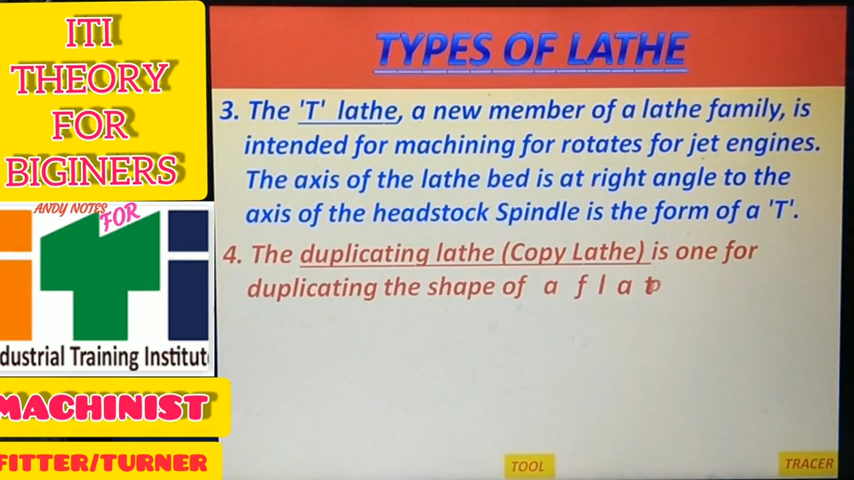 ITI
THEORY
FOR
BIGINERS
ANDY NOTES
FOR
ndustrial Training Institut
MACHINIST
FITTER/TURNER
TYPES OF LATHE
3. The 'T' lathe, a new member of a lathe family, is
intended for machining for rotates for jet engines.
The axis of the lathe bed is at right angle to the
axis of the headstock Spindle is the form of a 'T'.
4. The duplicating lathe (Copy Lathe) is one for
duplicating the shape of a f l a
TOOL
TRACER